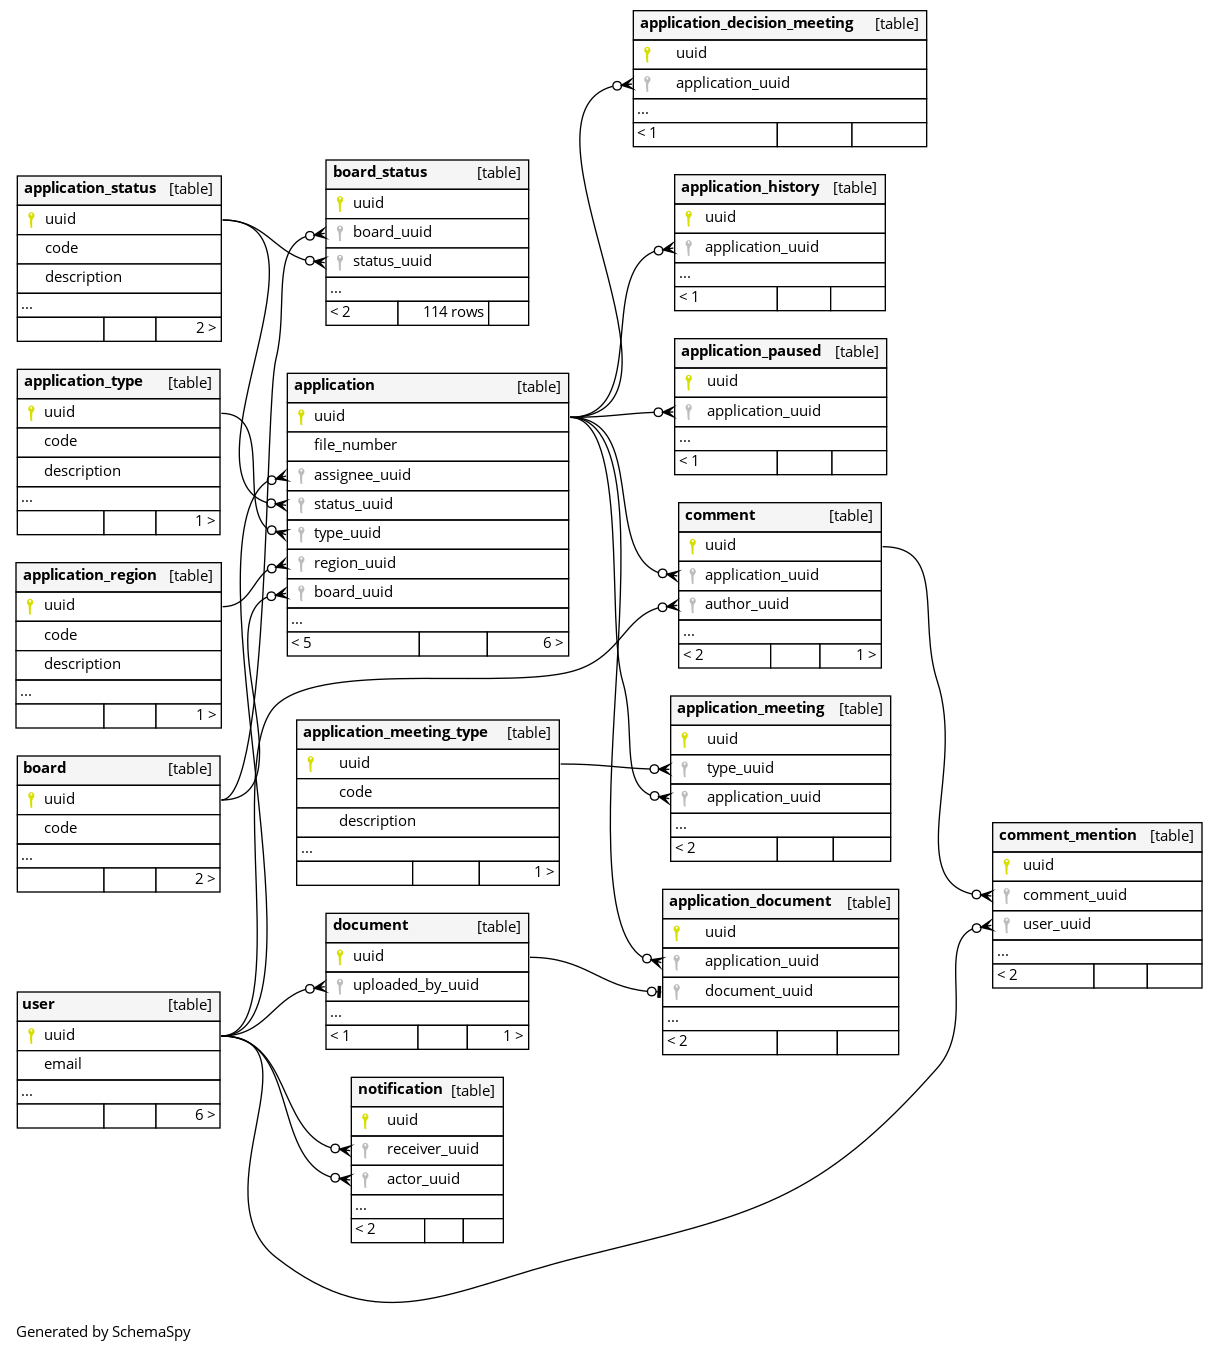 application_decision_meeting [table]
uuid
application_uuid
...
< 1
application_status [table]
uuid
code
description
...
2 >
board_status [table]
uuid
board_uuid
status_uuid
...
< 2 114 rows
application_history [table]
uuid
application_uuid
...
< 1
application_type [table]
uuid
code
description
...
1 >
application [table]
uuid
file_number
assignee_uuid
status_uuid
type_uuid
region_uuid
board_uuid
...
< 5 6 >
application_paused [table]
uuid
application_uuid
...
< 1
application_region [table]
uuid
code
description
...
1 >
comment [table]
uuid
application_uuid
author_uuid
...
< 2 1 >
board [table]
uuid
code
...
2 >
application_meeting_type [table]
uuid
code
description
...
1 >
application_meeting [table]
uuid
type_uuid
application_uuid
...
< 2
comment_mention [table]
uuid
comment_uuid
user_uuid
...
< 2
document [table]
uuid
uploaded_by_uuid
...
< 1 1 >
application_document [table]
uuid
application_uuid
document_uuid
...
< 2
user [table]
uuid
email
...
6 >
notification [table]
uuid
receiver_uuid
actor_uuid
...
< 2
Generated by SchemaSpy